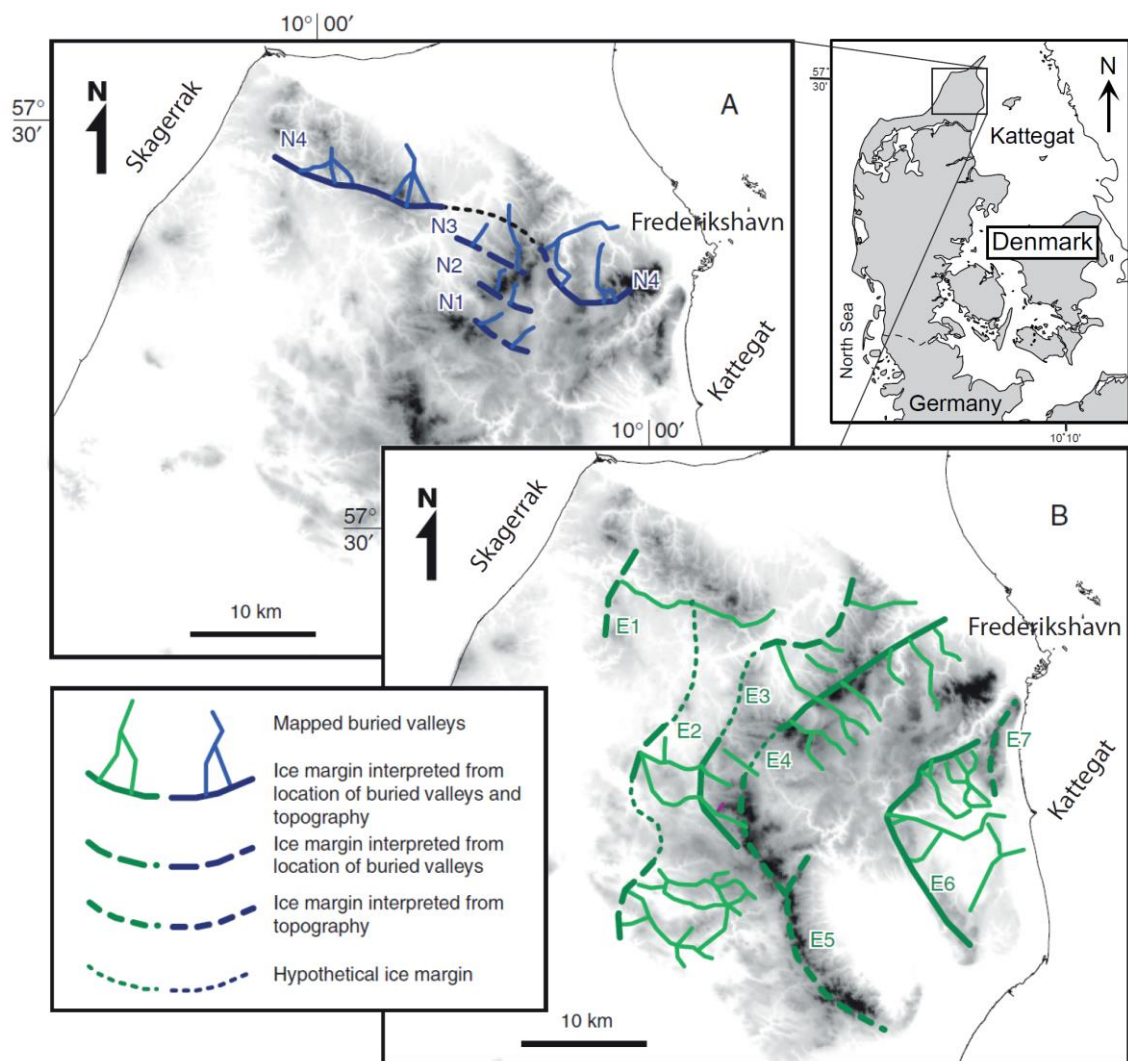 10° 00′
57°
30′
N
Skagerrak
A
N4
N3
N2
N1
N4
Frederikshavn
Kattegat
10 km
57°
30′
N
Kattegat
Denmark
North Sea
Germany
10°10′
10° 00′
57°
30′
N
Skagerrak
B
E1
E2
E3
E4
E5
E6
E7
Frederikshavn
Kattegat
10 km
Mapped buried valleys
Ice margin interpreted from
location of buried valleys and
topography
Ice margin interpreted from
location of buried valleys
Ice margin interpreted from
topography
Hypothetical ice margin